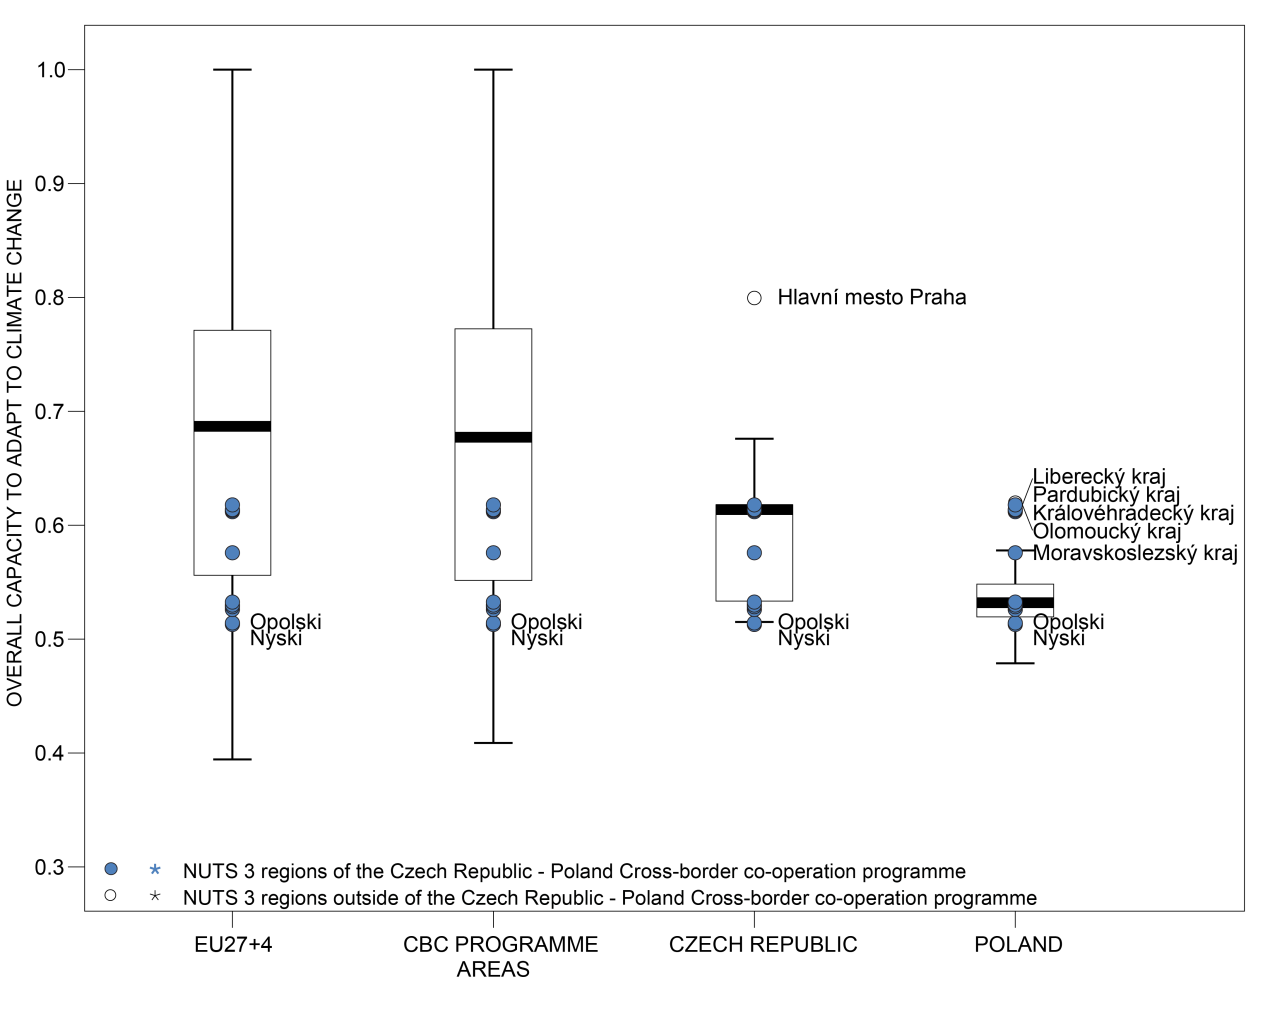 OVERALL CAPACITY TO ADAPT TO CLIMATE CHANGE
1.0
0.9
0.8
0.7
0.6
0.5
0.4
0.3
Opolski
Nyski
Opolski
Nyski
Hlavní mesto Praha
Opolski
Nyski
Liberecký kraj
Pardubický kraj
Královéhradecký kraj
Olomoucký kraj
Moravskoslezský kraj
Opolski
Nyski
NUTS 3 regions of the Czech Republic - Poland Cross-border co-operation programme
* NUTS 3 regions outside of the Czech Republic - Poland Cross-border co-operation programme
EU27+4
CBC PROGRAMME
AREAS
CZECH REPUBLIC
POLAND